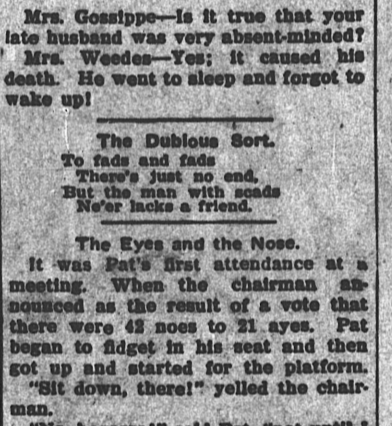 Mrs. Gossippe—Is it true that your
late husband was very absent-minded?
Mrs. Weedes—Yes; it caused his
death. He went to sleep and forgot to
wake up!
The Dubious Sort.
To fads and fads
There's just no end,
But the man with scads
Ne'er lacks a friend.
The Eyes and the Nose.
It was Pat's first attendance at a
meeting. When the chairman an-
nounced as the result of a vote that
there were 42 noes to 21 ayes. Pat
began to fidget in his seat and then
got up and started for the platform.
"Sit down, there!" yelled the chair-
man.